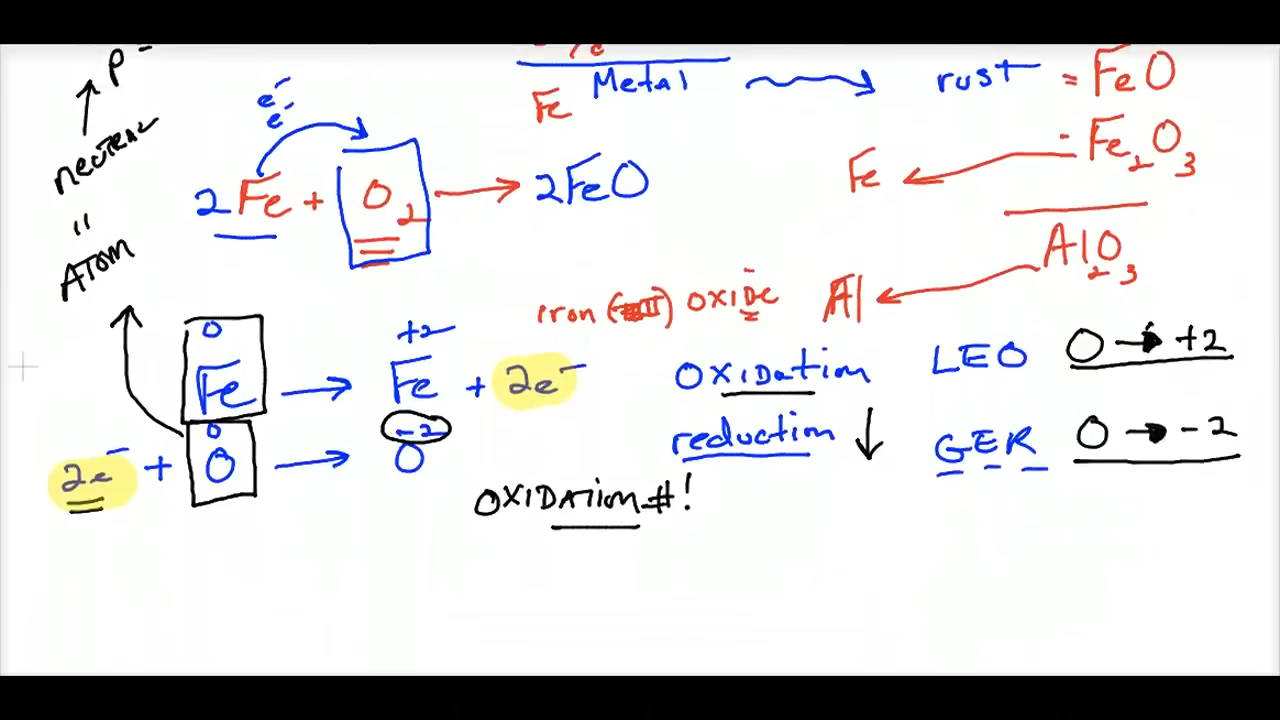 P -
neutral
"
Atom
Metal
Fe
rust = FeO
- Fe2O3
Fe
Al2O3
Al
e-
e-
2Fe + O2 → 2FeO
iron ( ) oxide
0 +2
Fe → Fe + 2e-
0 -2
2e- + O → O
oxidation
LEO 0 → +2
reduction ↓
GER 0 → -2
oxidation #!